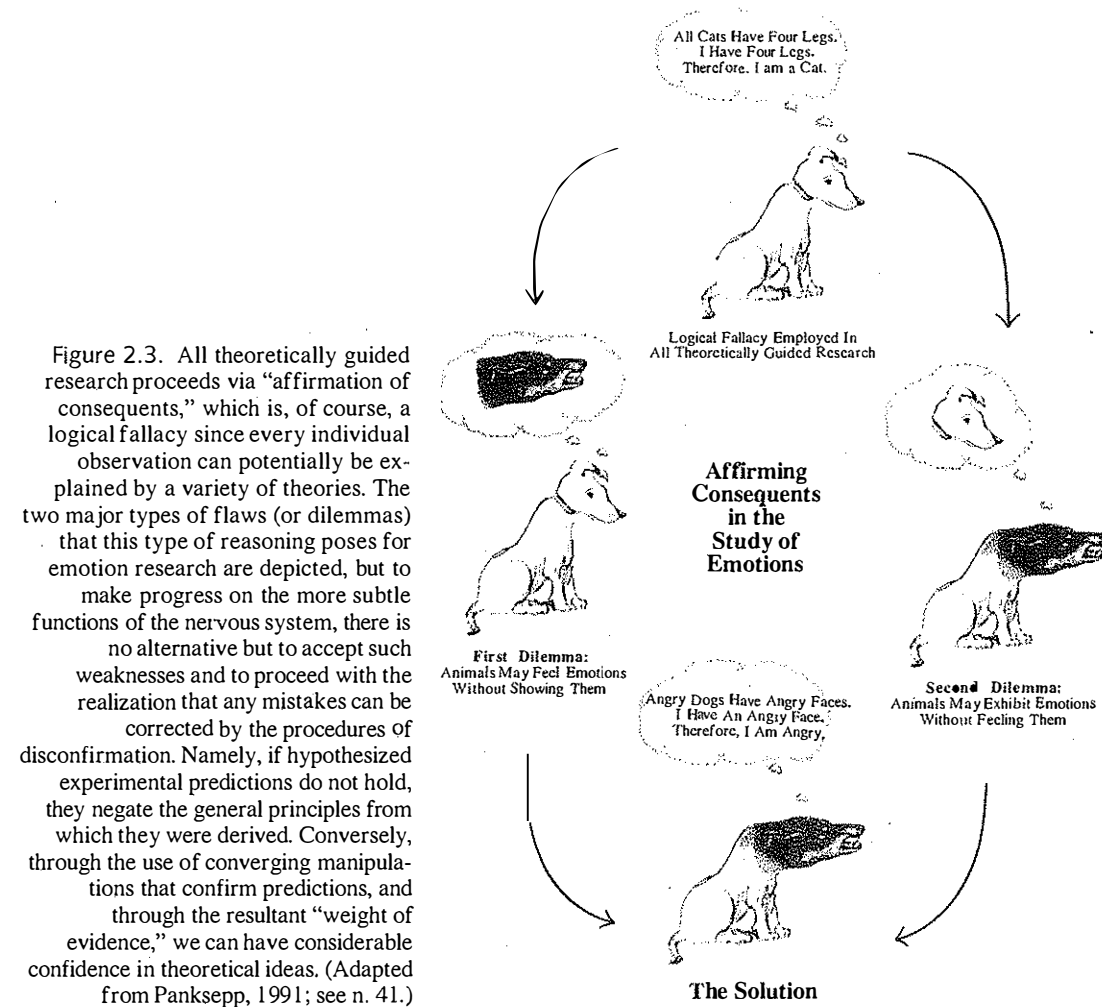 All Cats Have Four Legs.
I Have Four Legs.
Therefore. I am a Cat.
Logical Fallacy Employed In
All Theoretically Guided Research
Figure 2.3. All theoretically guided
research proceeds via “affirmation of
consequents,” which is, of course, a
logical fallacy since every individual
observation can potentially be ex-
plained by a variety of theories. The
two major types of flaws (or dilemmas)
that this type of reasoning poses for
emotion research are depicted, but to
make progress on the more subtle
functions of the nervous system, there is
no alternative but to accept such
weaknesses and to proceed with the
realization that any mistakes can be
corrected by the procedures of
disconfirmation. Namely, if hypothesized
experimental predictions do not hold,
they negate the general principles from
which they were derived. Conversely,
through the use of converging manipula-
tions that confirm predictions, and
through the resultant “weight of
evidence,” we can have considerable
confidence in theoretical ideas. (Adapted
from Panksepp, 1991; see n. 41.)
Affirming
Consequents
in the
Study of
Emotions
First Dilemma:
Animals May Feel Emotions
Without Showing Them
Second Dilemma:
Animals May Exhibit Emotions
Without Feeling Them
Angry Dogs Have Angry Faces.
I Have An Angry Face.
Therefore, I Am Angry.
The Solution